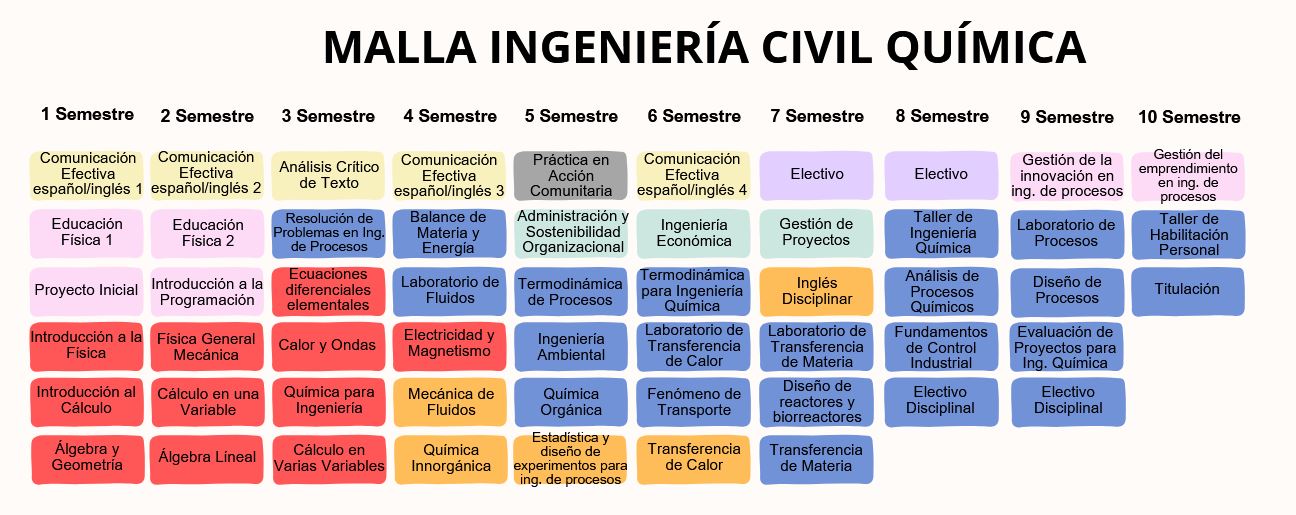 MALLA INGENIERÍA CIVIL QUÍMICA
1 Semestre
2 Semestre
3 Semestre
4 Semestre
5 Semestre
6 Semestre
7 Semestre
8 Semestre
9 Semestre
10 Semestre
Comunicación
Efectiva
español/inglés 1
Comunicación
Efectiva
español/inglés 2
Análisis Crítico
de Texto
Comunicación
Efectiva
español/inglés 3
Práctica en
Acción
Comunitaria
Comunicación
Efectiva
español/inglés 4
Electivo
Electivo
Gestión de la
innovación en
ing. de procesos
Gestión del
emprendimiento
en ing. de
procesos
Educación
Física 1
Educación
Física 2
Resolución de
Problemas en Ing.
de Procesos
Balance de
Materia y
Energía
Administración y
Sostenibilidad
Organizacional
Ingeniería
Económica
Gestión de
Proyectos
Taller de
Ingeniería
Química
Laboratorio de
Procesos
Taller de
Habilitación
Personal
Proyecto Inicial
Introducción a la
Programación
Ecuaciones
diferenciales
elementales
Laboratorio de
Fluidos
Termodinámica
de Procesos
Termodinámica
para Ingeniería
Química
Inglés
Disciplinar
Análisis de
Procesos
Químicos
Diseño de
Procesos
Titulación
Introducción a la
Física
Física General
Mecánica
Calor y Ondas
Electricidad y
Magnetismo
Ingeniería
Ambiental
Laboratorio de
Transferencia
de Calor
Laboratorio de
Transferencia
de Materia
Fundamentos
de Control
Industrial
Evaluación de
Proyectos para
Ing. Química
Introducción al
Cálculo
Cálculo en una
Variable
Química para
Ingeniería
Mecánica de
Fluidos
Química
Orgánica
Fenómeno de
Transporte
Diseño de
reactores y
biorreactores
Electivo
Disciplinal
Electivo
Disciplinal
Álgebra y
Geometría
Álgebra Líneal
Cálculo en
Varias Variables
Química
Innorgánica
Estadística y
diseño de
experimentos para
ing. de procesos
Transferencia
de Calor
Transferencia
de Materia